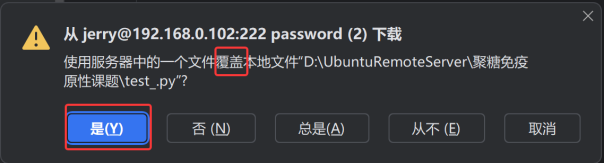 从 jerry@192.168.0.102:222 password (2) 下载
使用服务器中的一个文件覆盖本地文件“D:\UbuntuRemoteServer\聚糖免疫
原性课题\test_.py”?
是(Y)
否 (N)
总是(A)
从不 (E)
取消